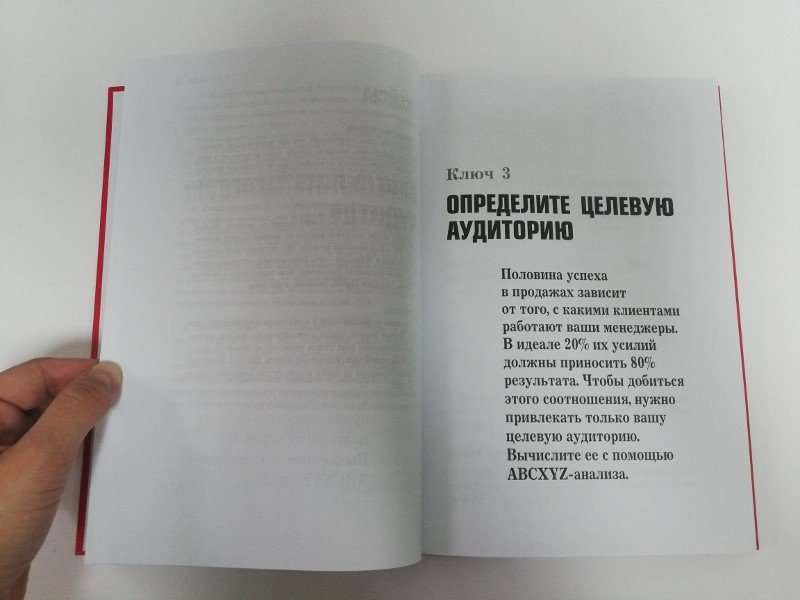 Ключ 3
ОПРЕДЕЛИТЕ ЦЕЛЕВУЮ
АУДИТОРИЮ
Половина успеха
в продажах зависит
от того, с какими клиентами
работают ваши менеджеры.
В идеале 20% их усилий
должны приносить 80%
результата. Чтобы добиться
этого соотношения, нужно
привлекать только вашу
целевую аудиторию.
Вычислите ее с помощью
ABCXYZ-анализа.